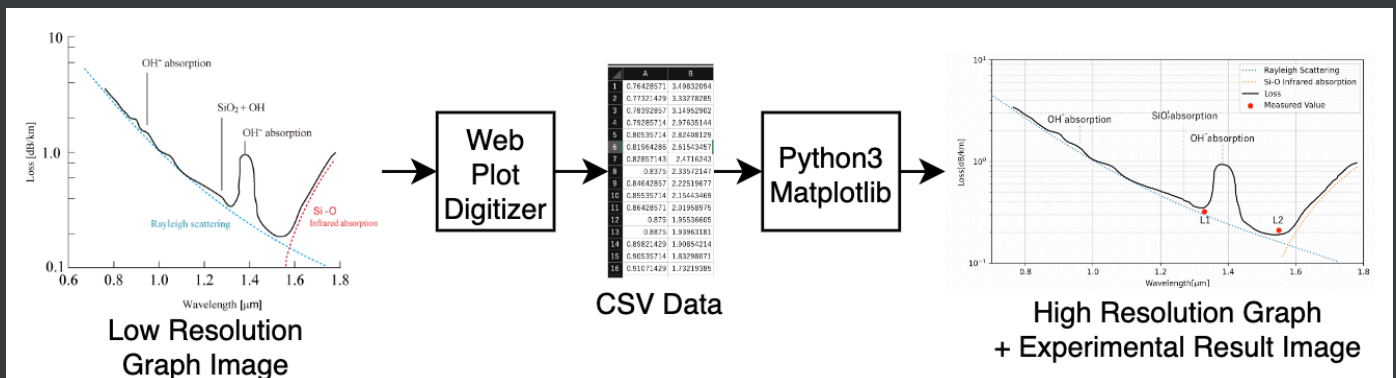 10
OH⁻ absorption
SiO₂ + OH
OH⁻ absorption
1.0
Loss [dB/km]
Si - O
Infrared absorption)
Rayleigh scattering
0.1
0.6 0.8 1.0 1.2 1.4 1.6 1.8
Wavelength [μm]
Low Resolution
Graph Image
Web
Plot
Digitizer
A B
1 0.76428571 3.49832094
2 0.77321429 3.33278285
3 0.78392857 3.14952902
4 0.79285714 2.97635144
5 0.80535714 2.82408129
6 0.81964286 2.61543457
7 0.82857143 2.4716243
8 0.8375 2.33572147
9 0.84642857 2.22519677
10 0.85535714 2.15443469
11 0.86428571 2.01958975
12 0.875 1.95536605
13 0.8875 1.93963181
14 0.89821429 1.90854214
15 0.90535714 1.83298071
16 0.91071429 1.73219385
CSV Data
Python3
Matplotlib
10¹
Rayleigh Scattering
Si-O Infrared absorption
Loss
Measured Value
OH⁻absorption
SiO₂absorption
OH⁻absorption
10⁰
Loss[dB/km]
L1
L2
10⁻¹
0.8 1.0 1.2 1.4 1.6 1.8
Wavelength[μm]
High Resolution Graph
+ Experimental Result Image